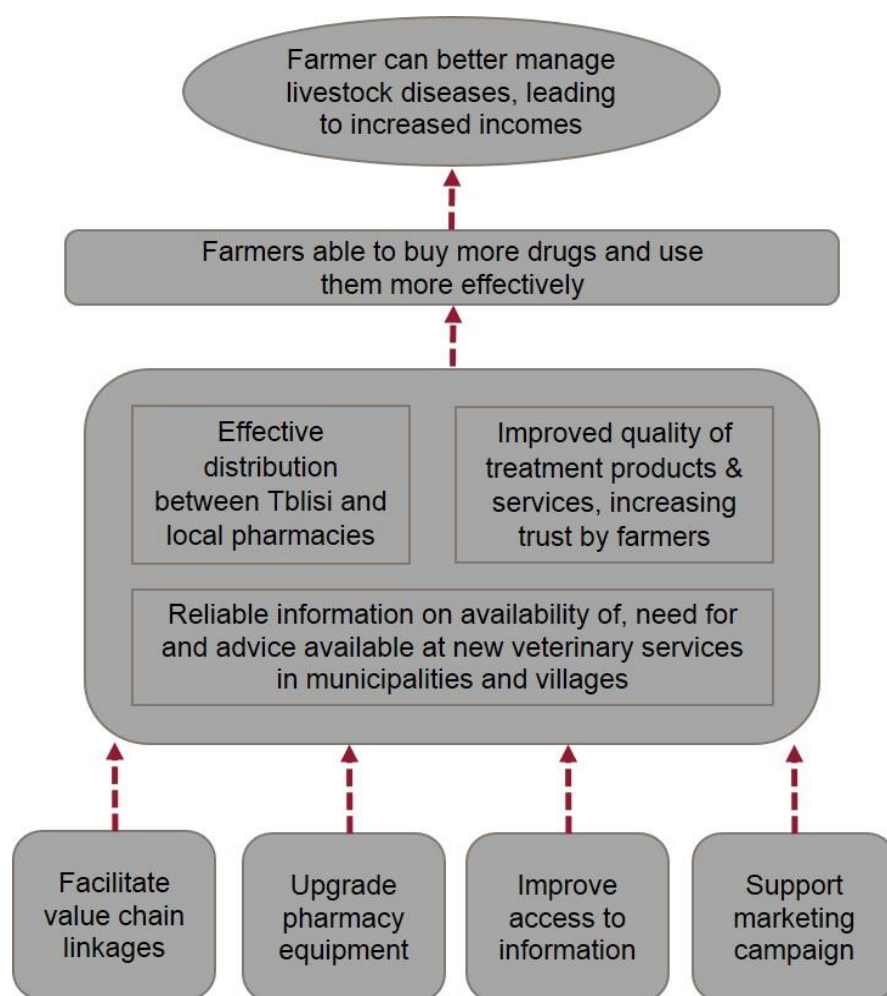 Farmer can better manage
livestock diseases, leading
to increased incomes
Farmers able to buy more drugs and use
them more effectively
Effective
distribution
between Tblisi and
local pharmacies
Improved quality of
treatment products &
services, increasing
trust by farmers
Reliable information on availability of, need for
and advice available at new veterinary services
in municipalities and villages
Facilitate
value chain
linkages
Upgrade
pharmacy
equipment
Improve
access to
information
Support
marketing
campaign